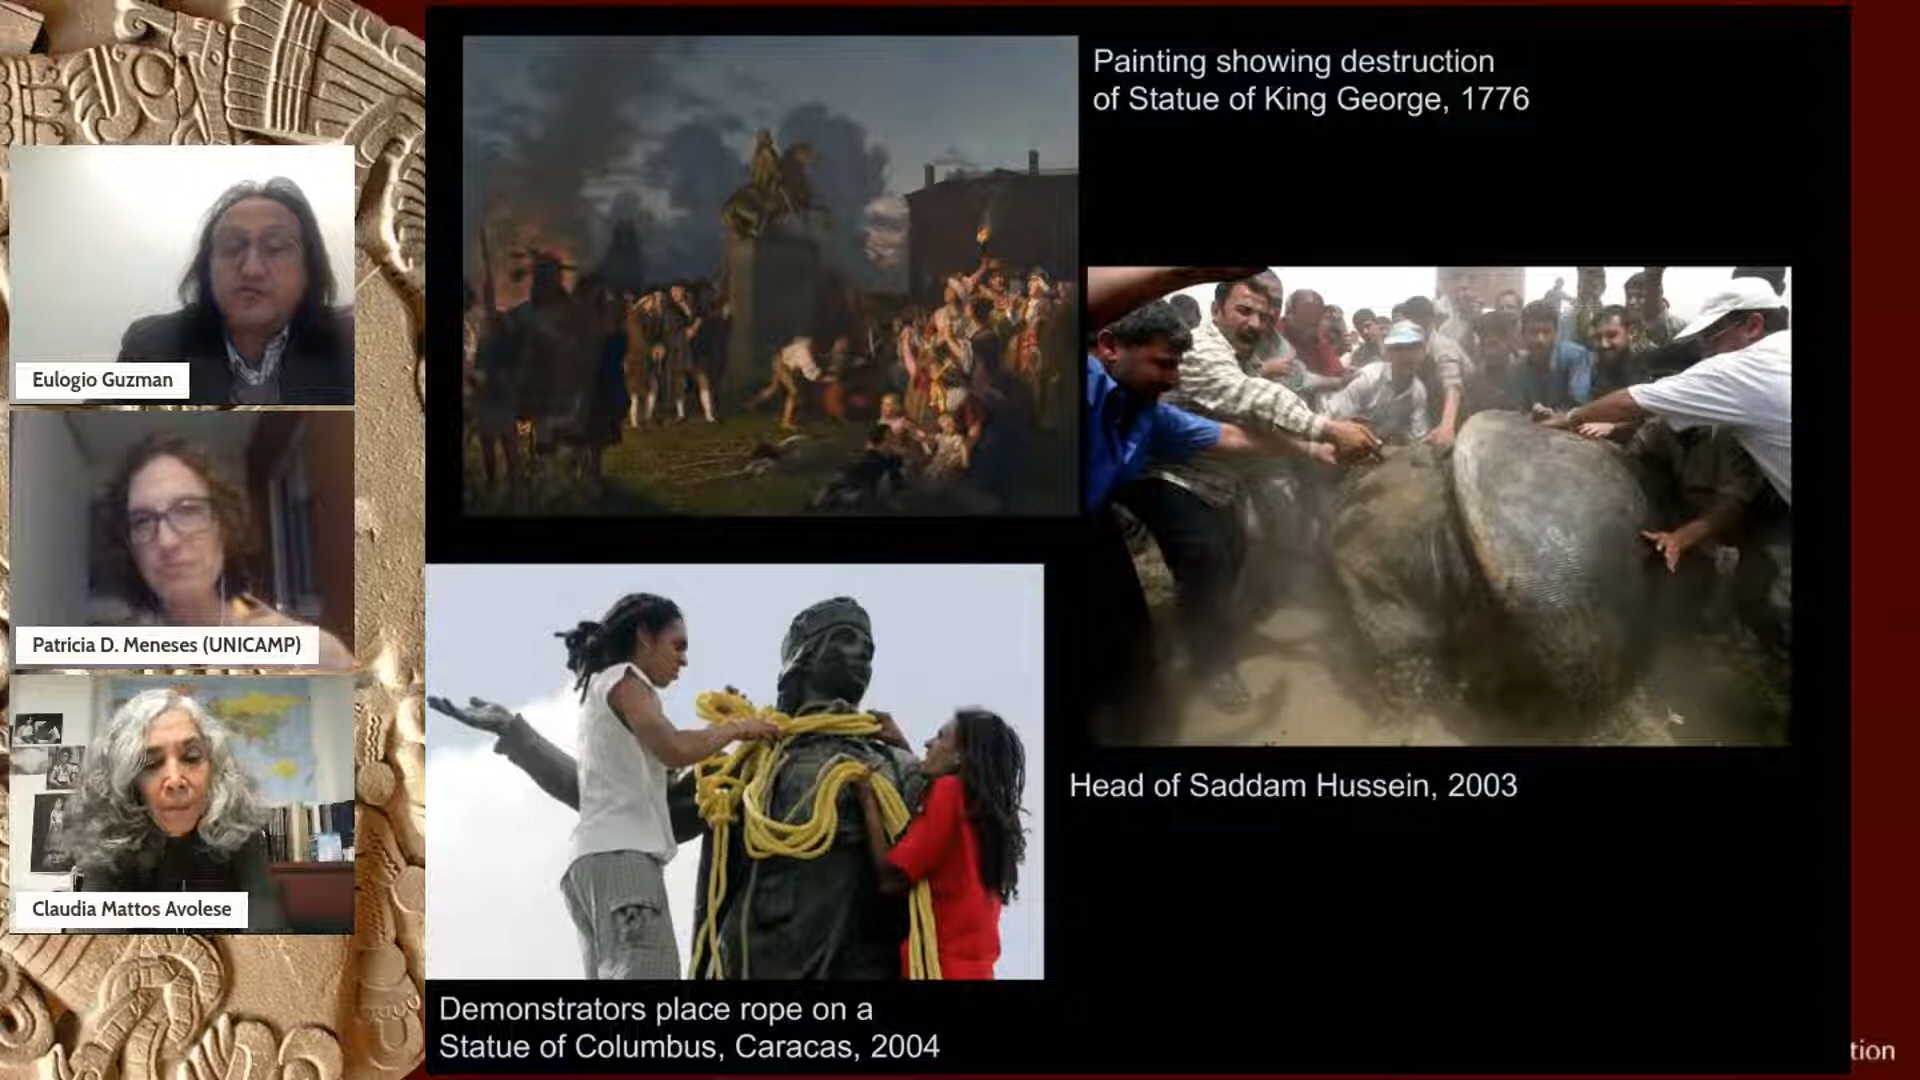 Eulogio Guzman
Patricia D. Meneses (UNICAMP)
Claudia Mattos Avolese
Painting showing destruction
of Statue of King George, 1776
Head of Saddam Hussein, 2003
Demonstrators place rope on a
Statue of Columbus, Caracas, 2004
tion